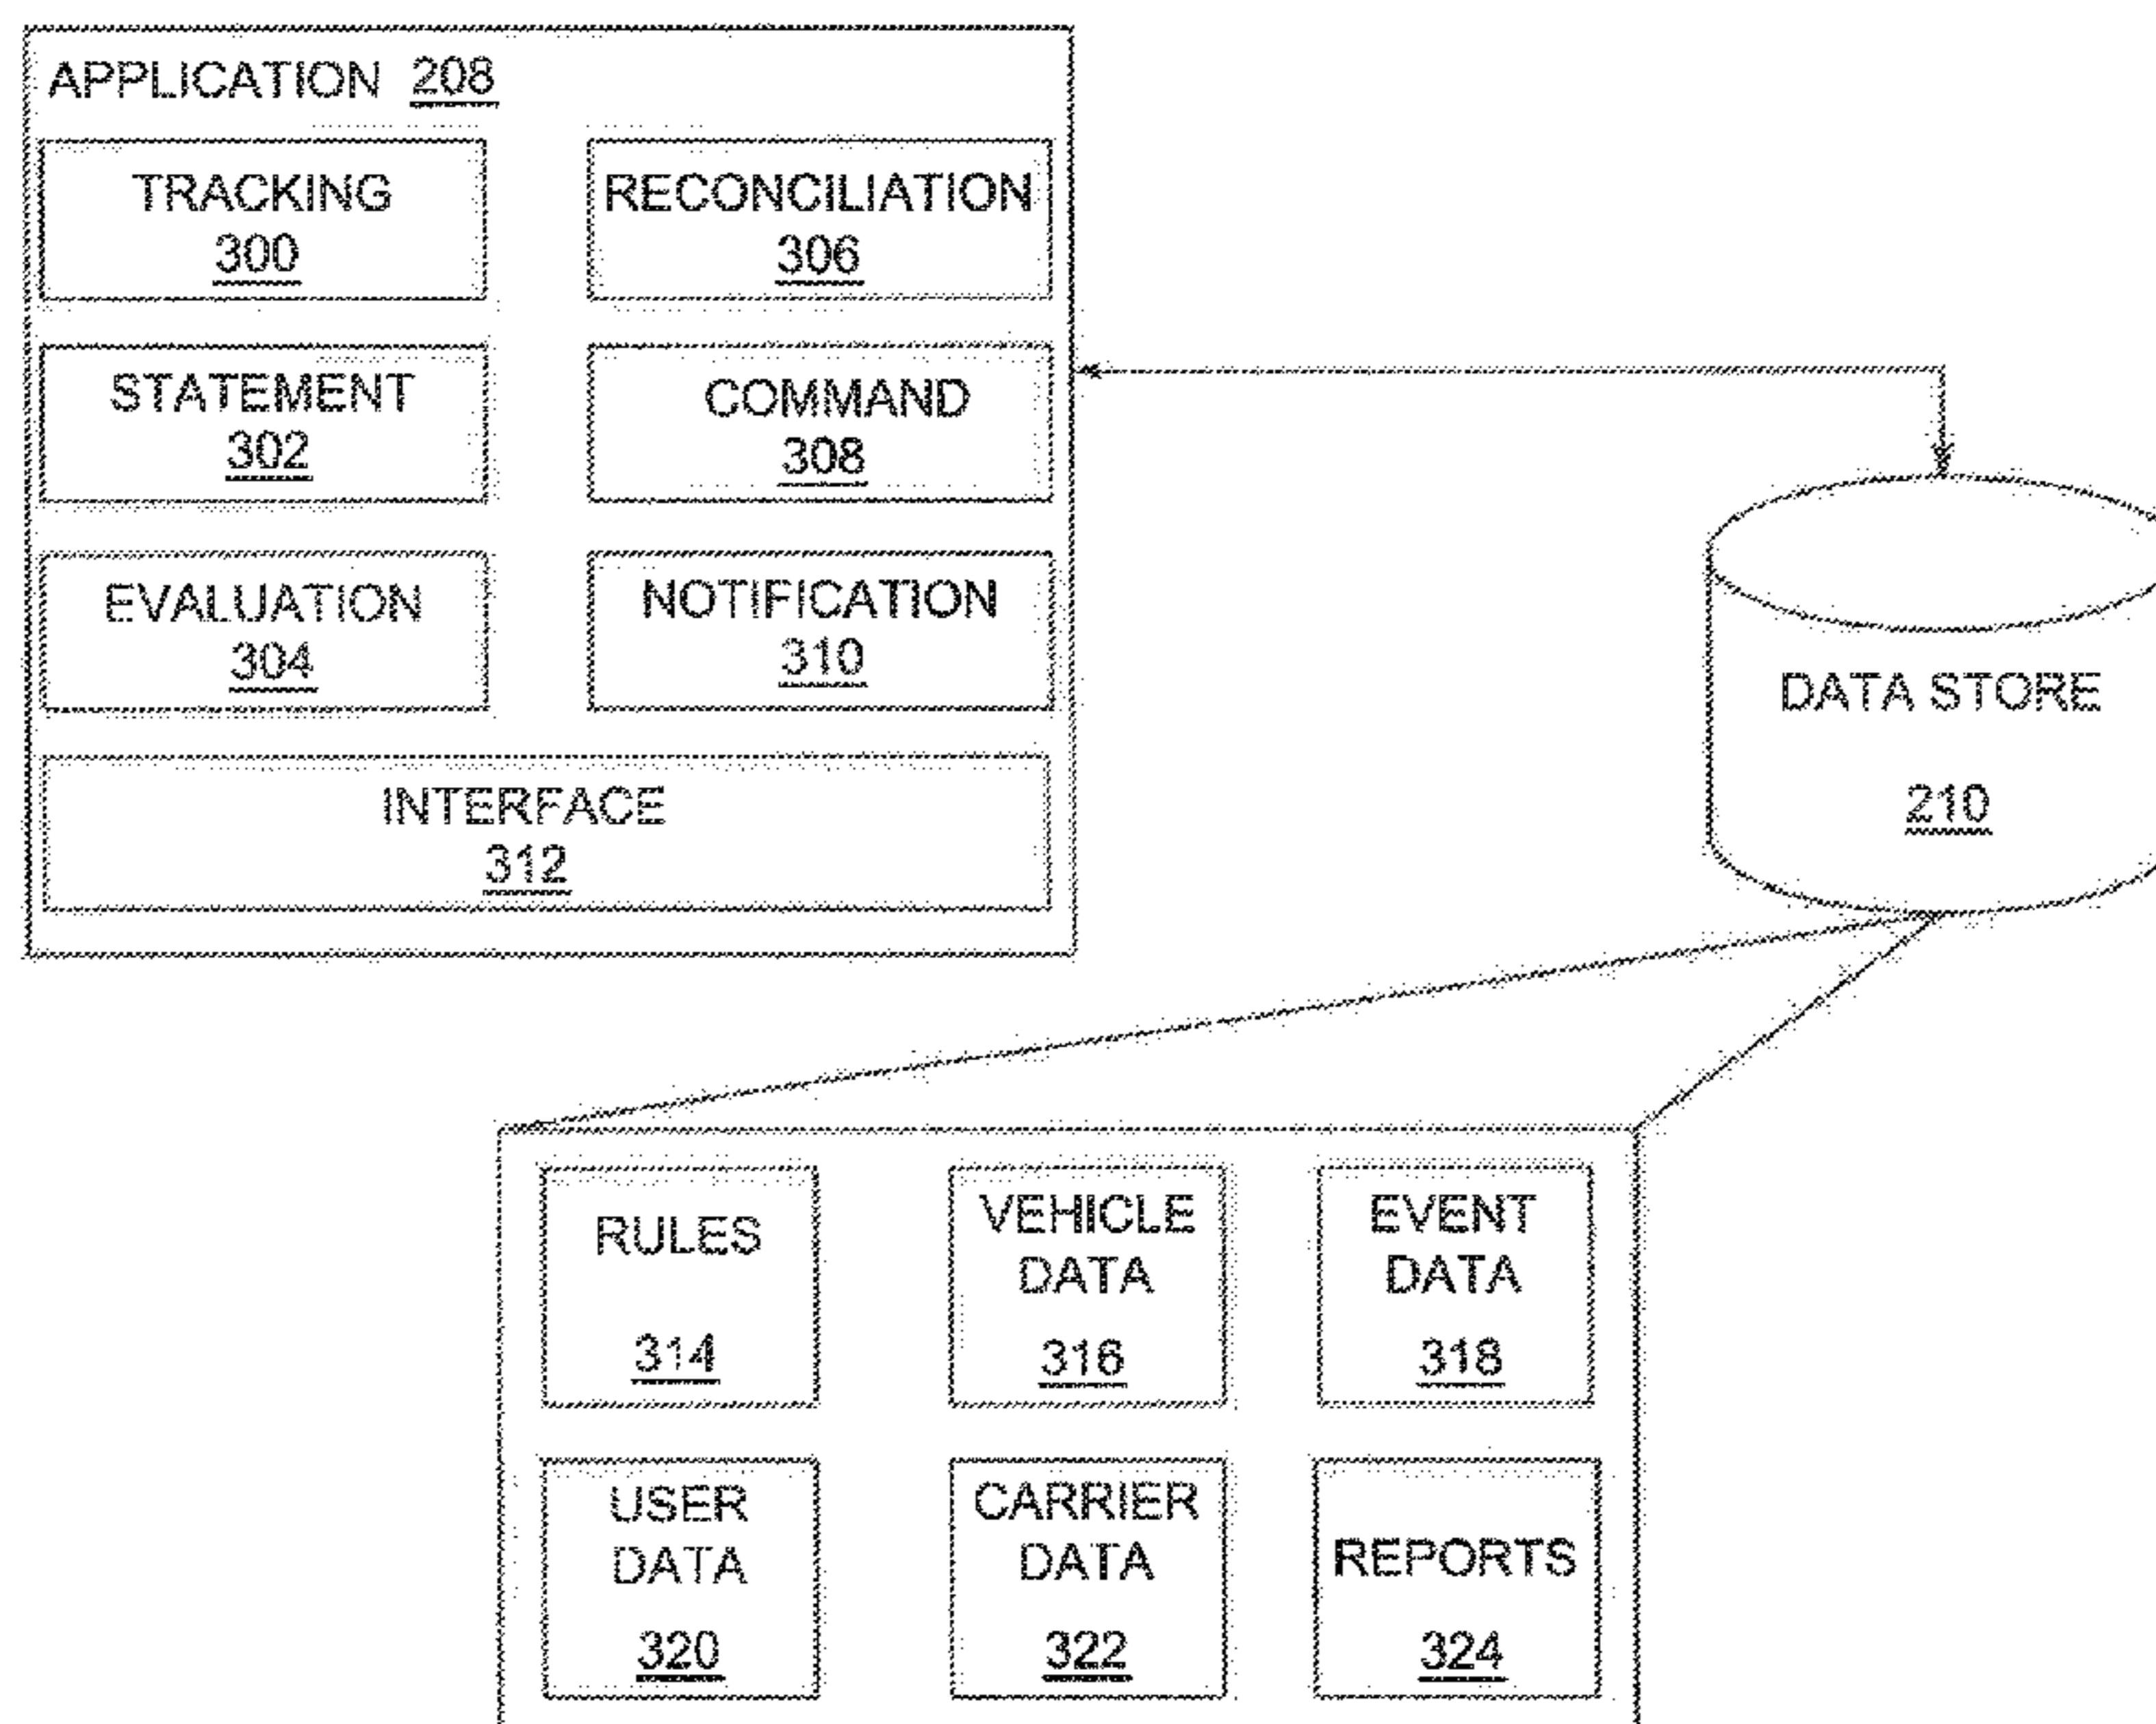 APPLICATION 208
TRACKING
300
RECONCILIATION
306
STATEMENT
302
COMMAND
308
EVALUATION
304
NOTIFICATION
310
INTERFACE
312
DATA STORE
210
RULES
314
VEHICLE
DATA
316
EVENT
DATA
318
USER
DATA
320
CARRIER
DATA
322
REPORTS
324